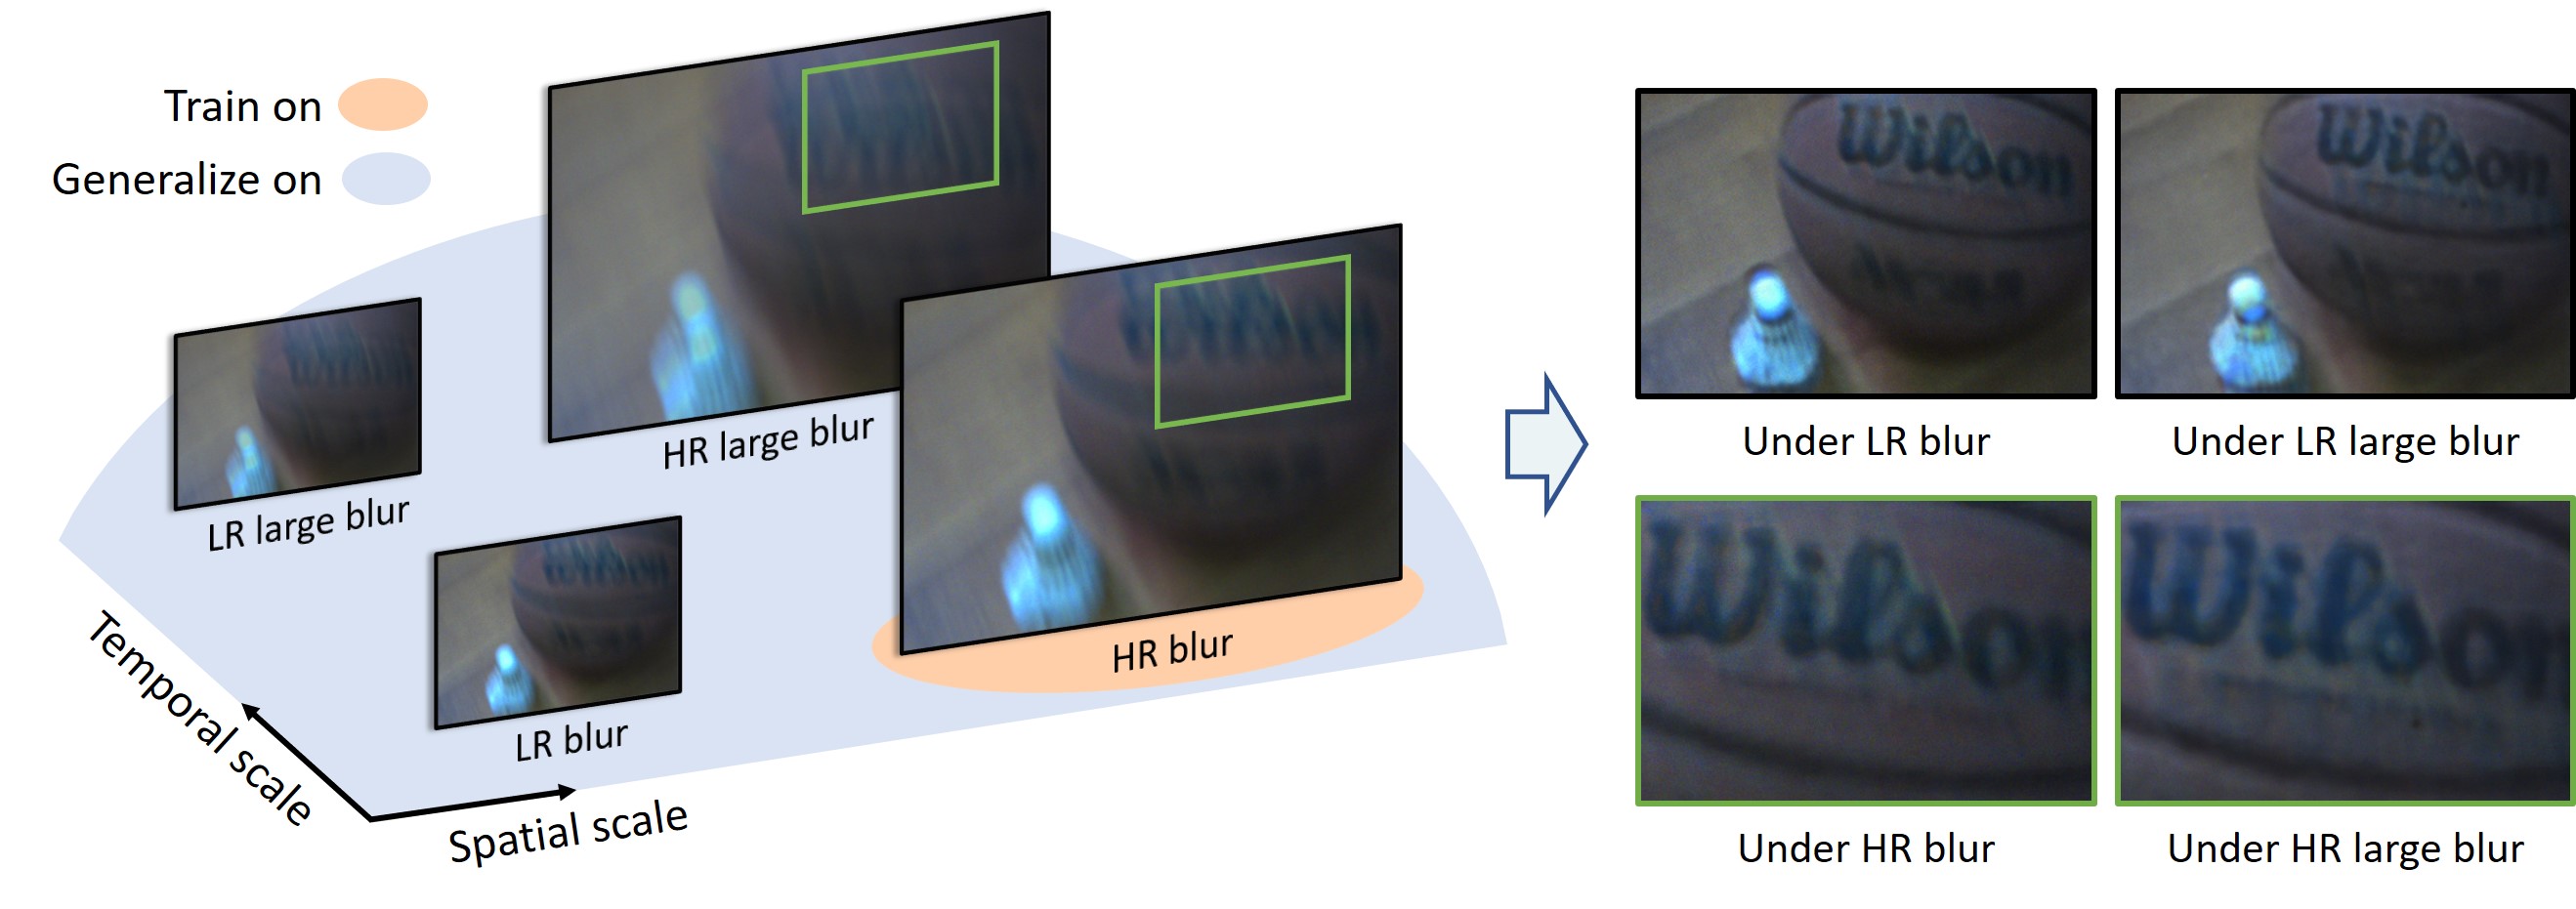 Train on
Generalize on
HR large blur
LR large blur
HR blur
LR blur
Temporal scale
Spatial scale
Wilson
Wilson
Under LR blur
Under LR large blur
Wilson
Wilson
Under HR blur
Under HR large blur